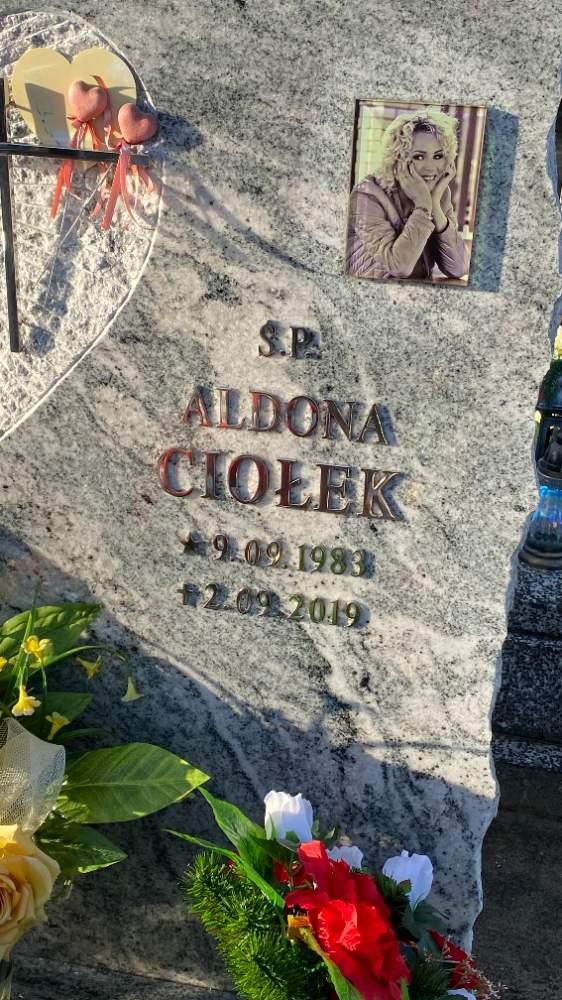 Ś.P.
ALDONA
CIOŁEK
★ 9.09.1983
✝ 2.09.2019